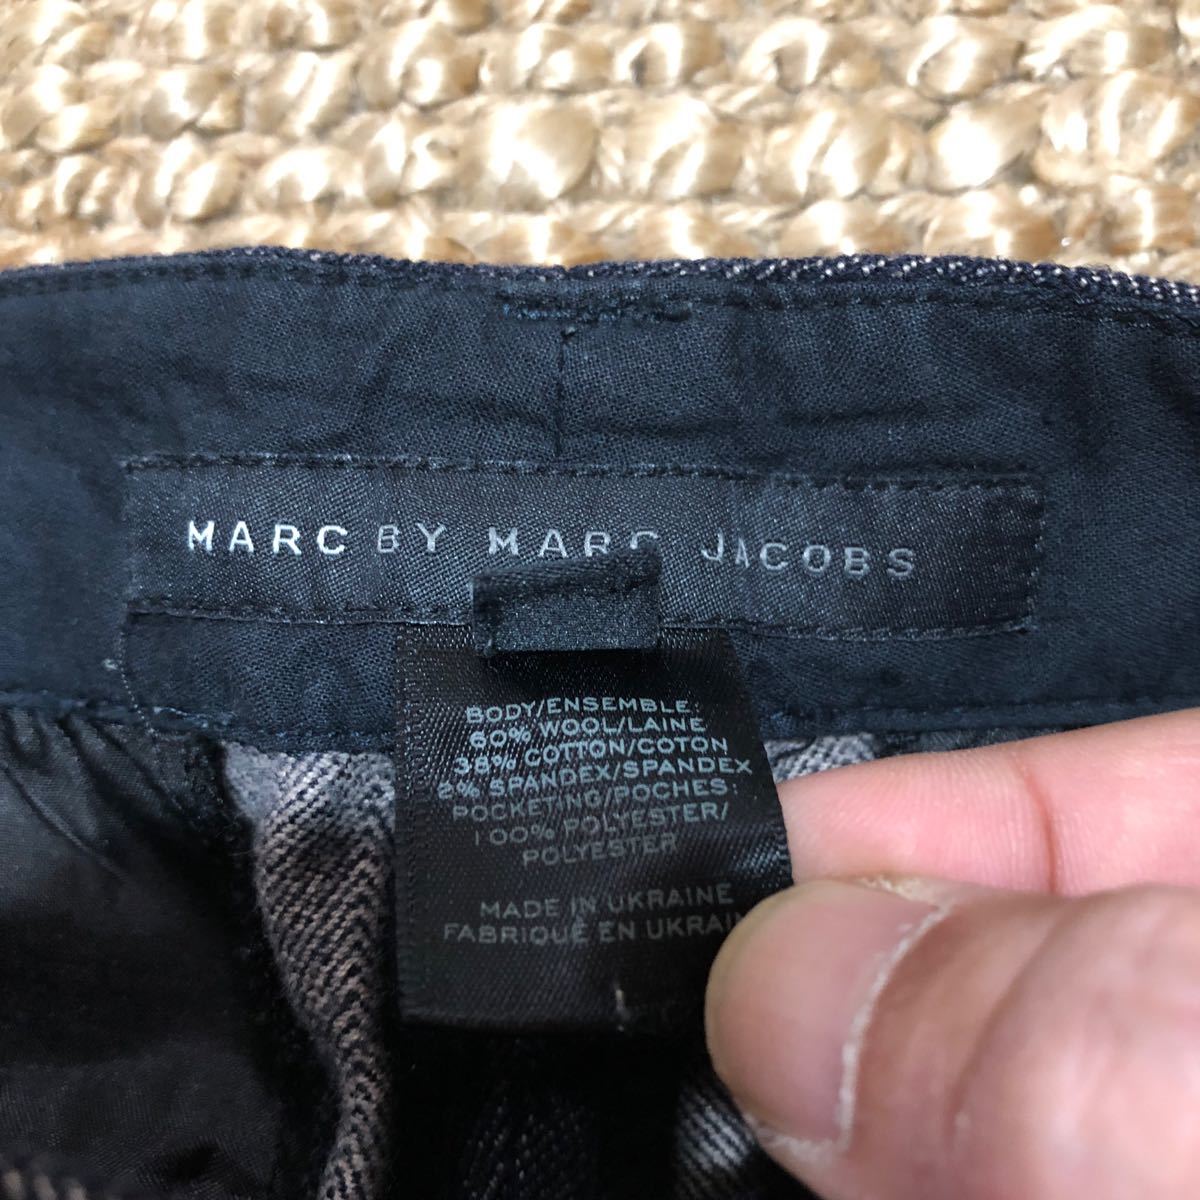 MARC BY MARC JACOBS
BODY/ENSEMBLE:
60% WOOL/LAINE
38% COTTON/COTON
2% SPANDEX/SPANDEX
POCKETING/POCHES:
100% POLYESTER/
POLYESTER
MADE IN UKRAINE
FABRIQUÉ EN UKRAIN